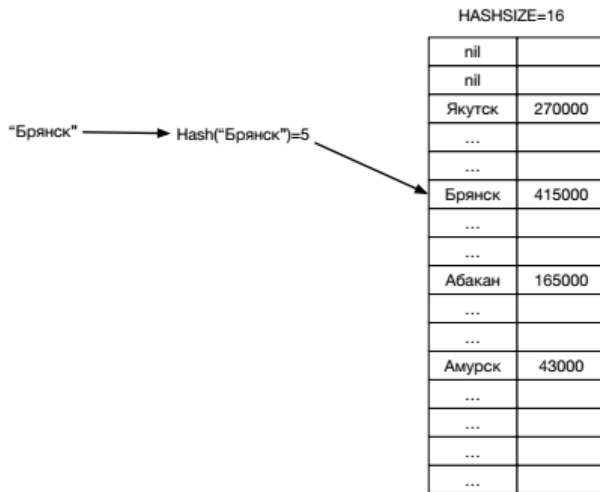 HASHSIZE=16
nil
nil
Якутск 270000
...
...
“Брянск" Hash(“Брянск")=5
Брянск 415000
...
...
Абакан 165000
...
...
Амурск 43000
...
...
...
...